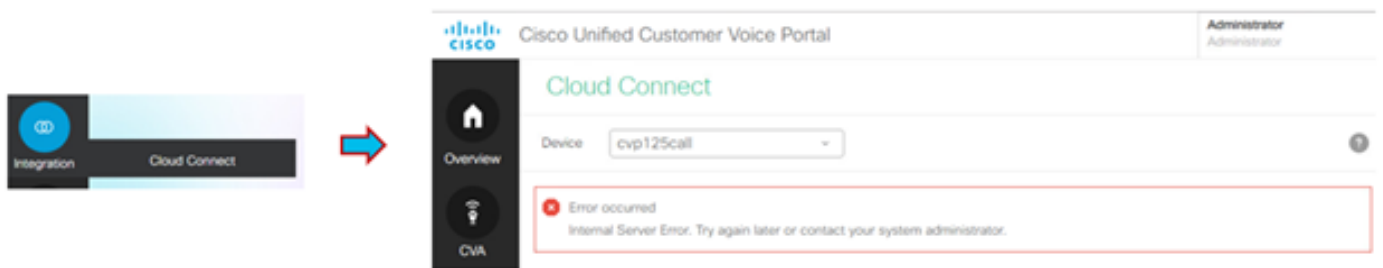 Integration
Cloud Connect
CISCO
Cisco Unified Customer Voice Portal
Administrator
Administrator
Cloud Connect
Device
cvp125call
Overview
Error occurred
Internal Server Error. Try again later or contact your system administrator.
CVA